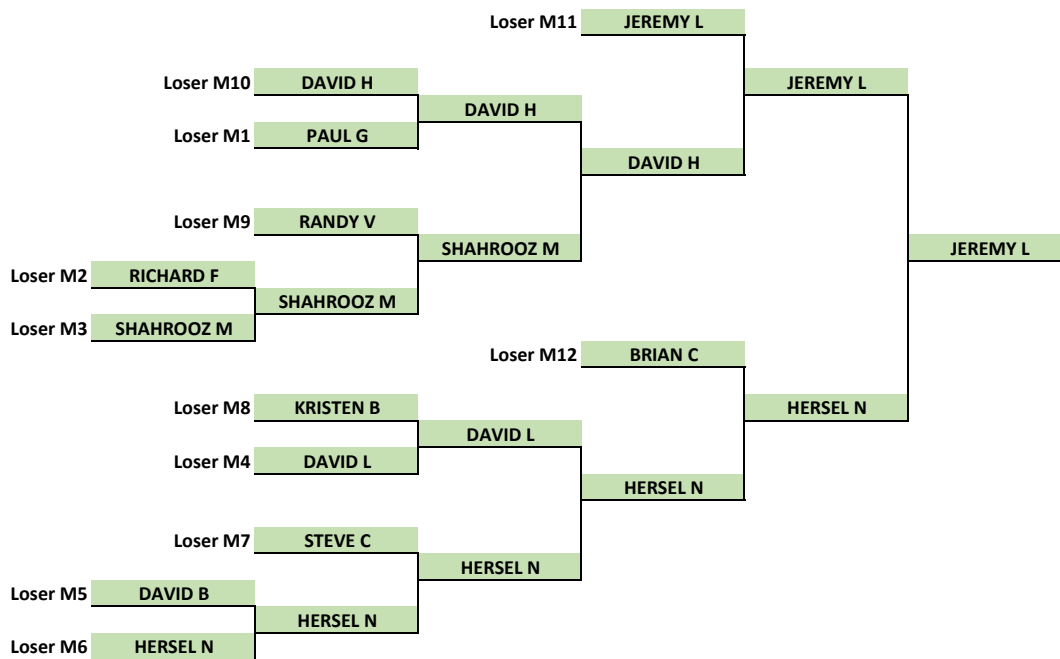 Loser M11 JEREMY L
Loser M10 DAVID H
JEREMY L
DAVID H
Loser M1 PAUL G
DAVID H
Loser M9 RANDY V
SHAHROOZ M
JEREMY L
Loser M2 RICHARD F
SHAHROOZ M
Loser M3 SHAHROOZ M
Loser M12 BRIAN C
Loser M8 KRISTEN B
HERSEL N
DAVID L
Loser M4 DAVID L
HERSEL N
Loser M7 STEVE C
HERSEL N
Loser M5 DAVID B
HERSEL N
Loser M6 HERSEL N